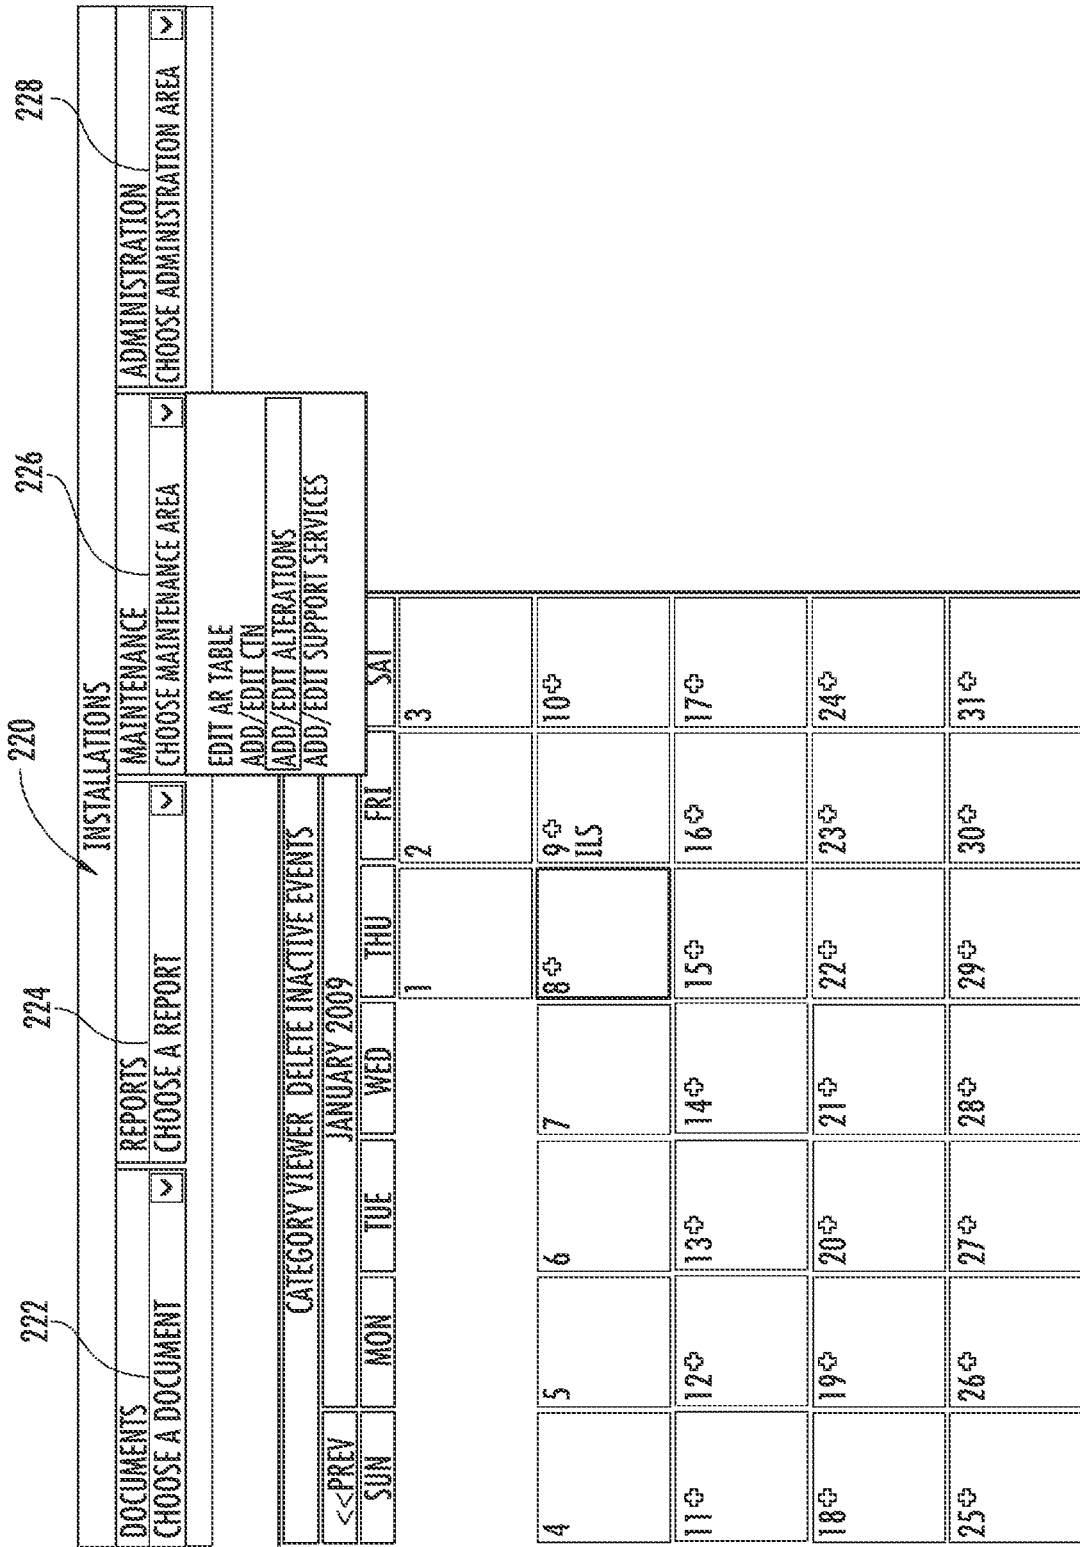 220
222 224 226 228
INSTALLATIONS
DOCUMENTS REPORTS MAINTENANCE ADMINISTRATION
CHOOSE A DOCUMENT CHOOSE A REPORT CHOOSE MAINTENANCE AREA CHOOSE ADMINISTRATION AREA
EDIT AR TABLE
ADD/EDIT CTN
ADD/EDIT ALTERATIONS
ADD/EDIT SUPPORT SERVICES
CATEGORY VIEWER DELETE INACTIVE EVENTS
<<PREV JANUARY 2009
SUN MON TUE WED THU FRI SAT
1 2 3
4 5 6 7 8 9 10
ILS
11 12 13 14 15 16 17
18 19 20 21 22 23 24
25 26 27 28 29 30 31